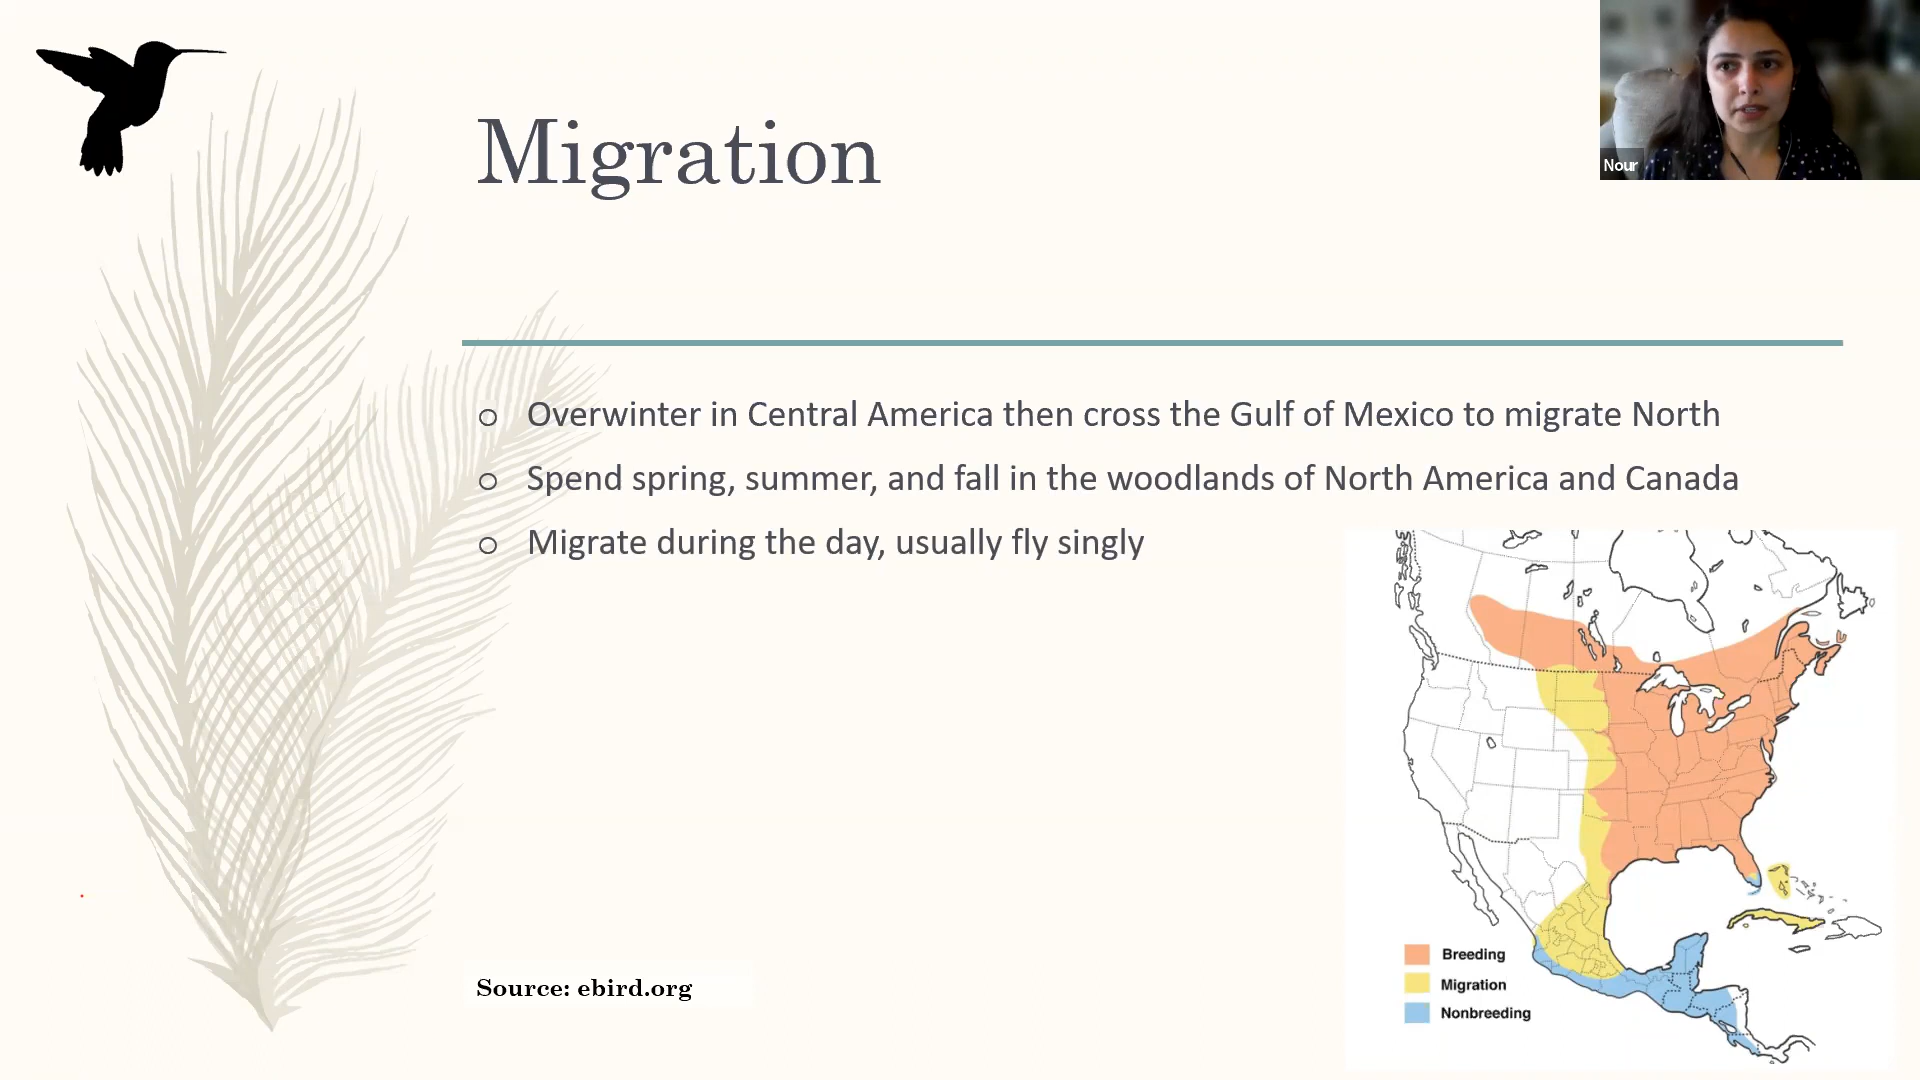 Migration
Nour
Overwinter in Central America then cross the Gulf of Mexico to migrate North
Spend spring, summer, and fall in the woodlands of North America and Canada
Migrate during the day, usually fly singly
Breeding
Migration
Nonbreeding
Source: ebird.org